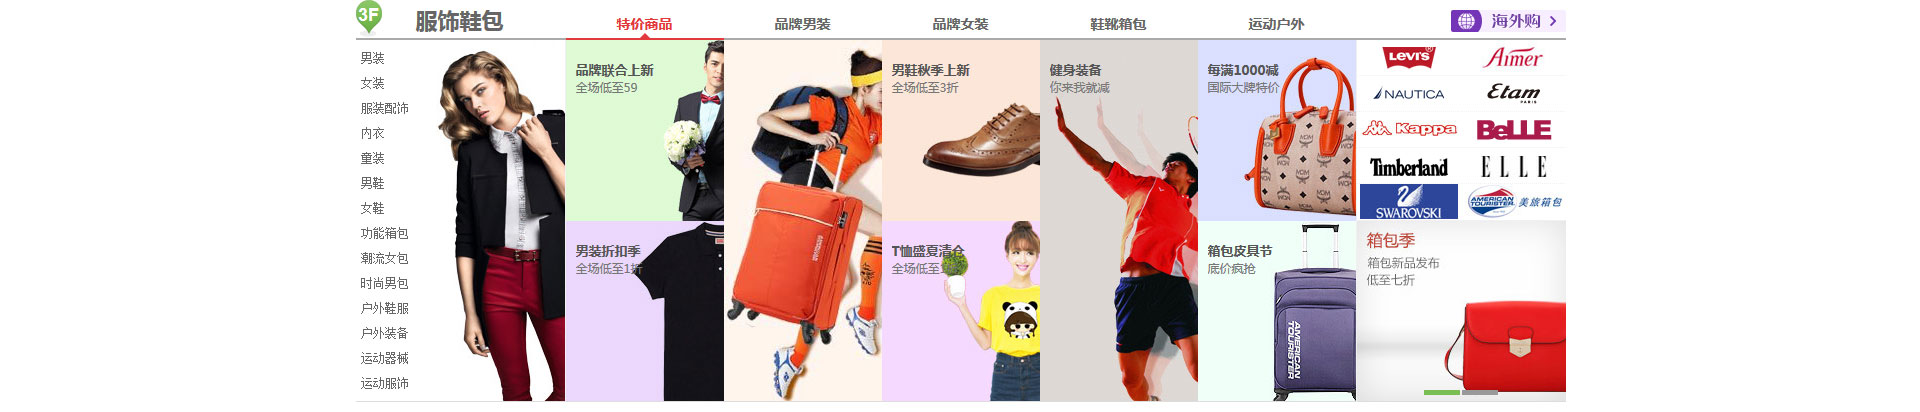 3F 服饰鞋包 特价商品 品牌男装 品牌女装 鞋靴箱包 运动户外 海外购 >
男装
女装
服装配饰
内衣
童装
男鞋
女鞋
功能箱包
潮流女包
时尚男包
户外鞋服
户外装备
运动器械
运动服饰
品牌联合上新
全场低至59
男装折扣季
全场低至1折
男鞋秋季上新
全场低至3折
T恤盛夏清仓
全场低至
健身装备
你来我就减
每满1000减
国际大牌特价
箱包皮具节
底价疯抢
AMERICAN
TOURISTER
Levi's
Aimer
NAUTICA
Etam
PARIS
Kappa
BeLLE
Timberland
ELLE
SWAROVSKI
AMERICAN
TOURISTER
美旅箱包
箱包季
箱包新品发布
低至七折